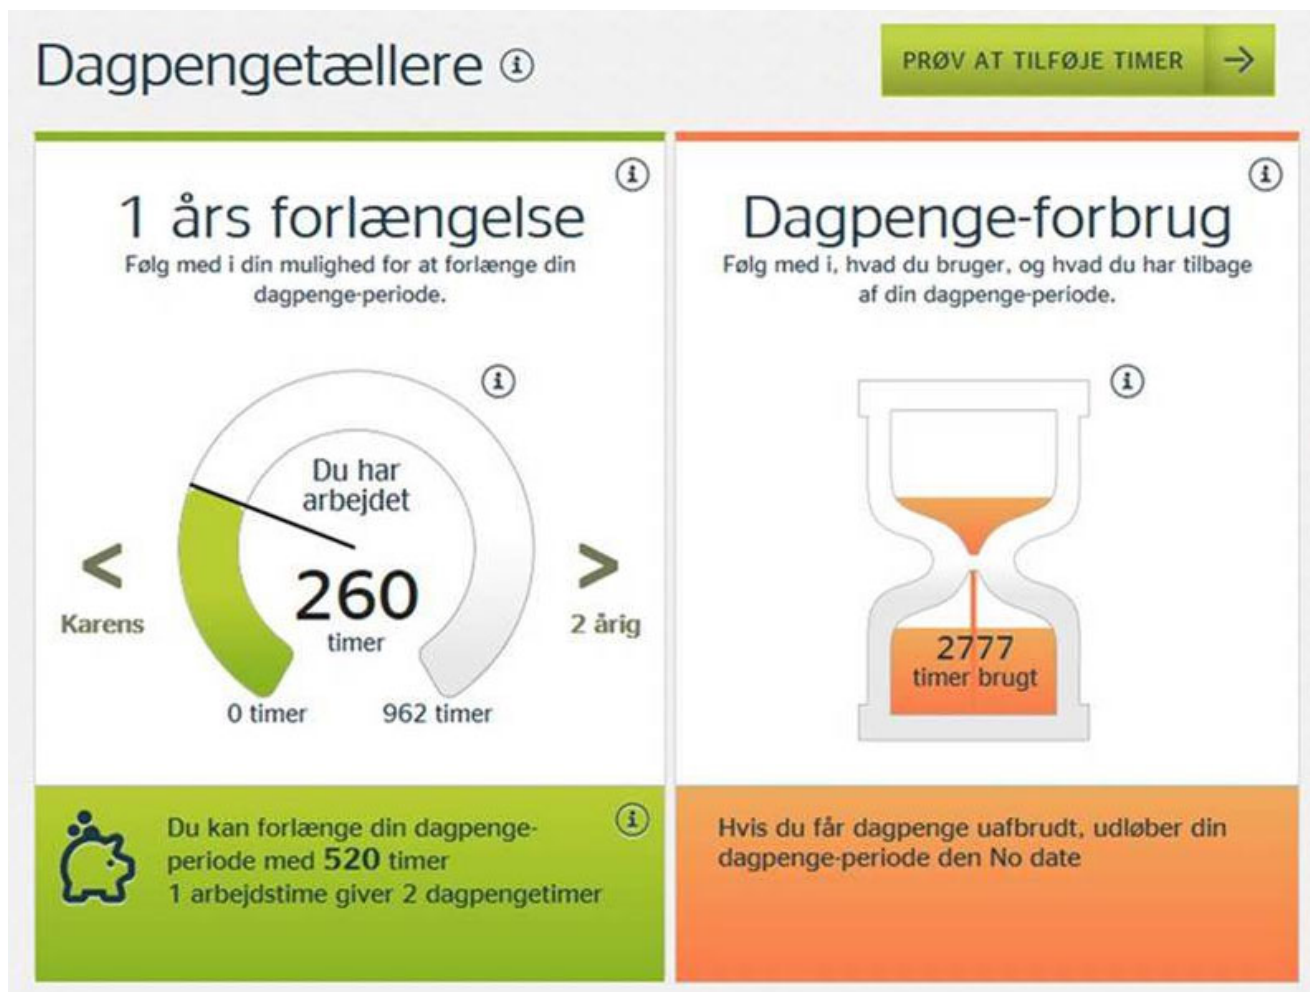 Dagpengetællere
PRØV AT TILFØJE TIMER
1 års forlængelse
Følg med i din mulighed for at forlænge din
dagpenge-periode.
Du har
arbejdet
260
timer
<
Karens
>
2 årig
0 timer
962 timer
Du kan forlænge din dagpenge-
periode med 520 timer
1 arbejdstime giver 2 dagpengetimer
Dagpenge-forbrug
Følg med i, hvad du bruger, og hvad du har tilbage
af din dagpenge-periode.
2777
timer brugt
Hvis du får dagpenge uafbrudt, udløber din
dagpenge-periode den No date